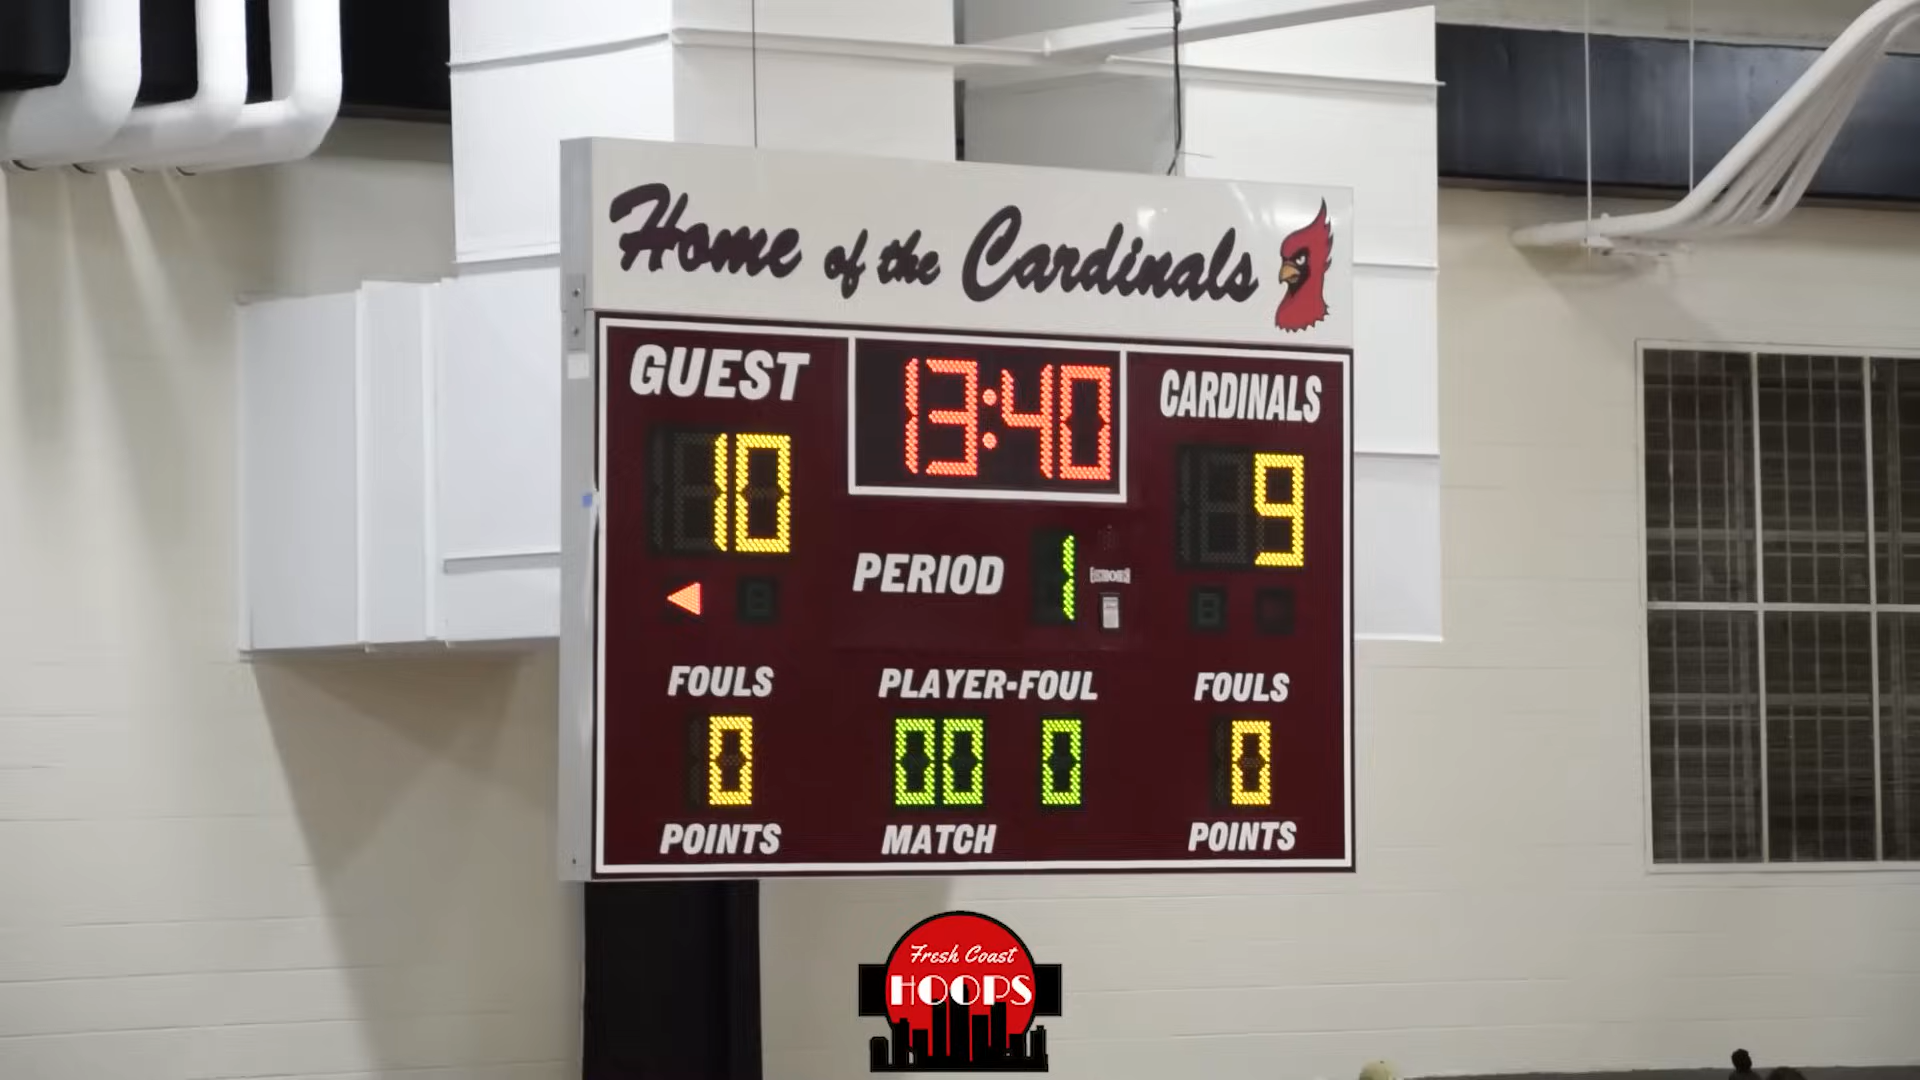 Home of the Cardinals
GUEST
13:40
CARDINALS
10
9
PERIOD
1
FOULS
PLAYER-FOUL
FOULS
0
00
0
0
POINTS
MATCH
POINTS
Fresh Coast
HOOPS